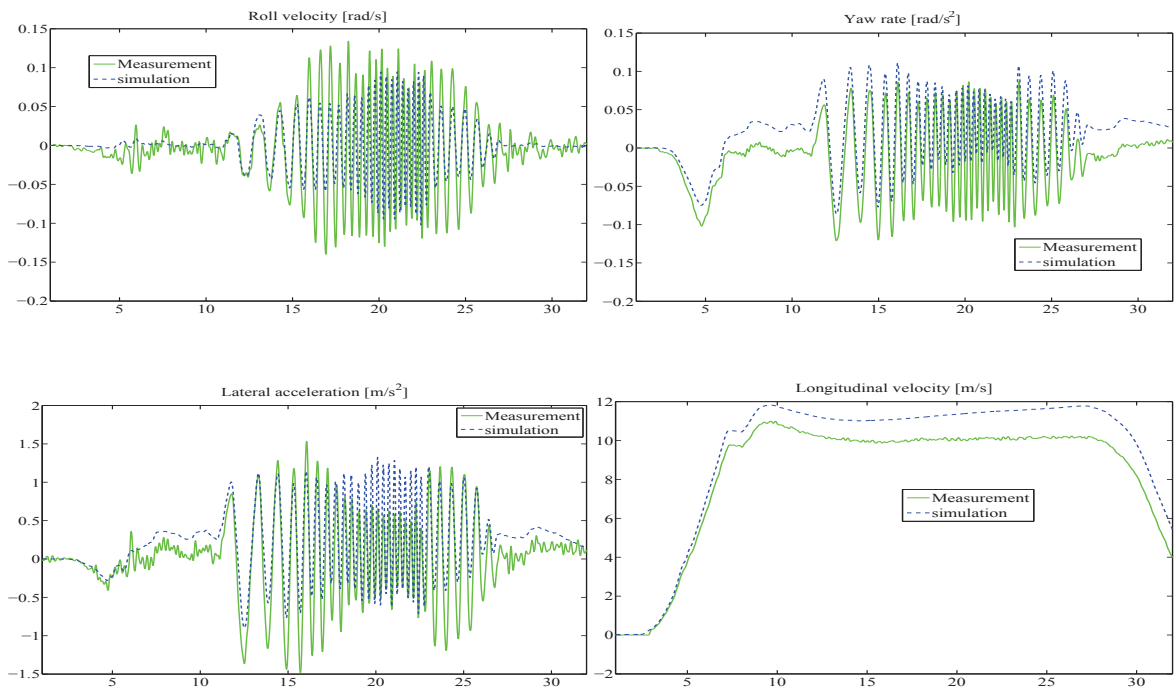 Roll velocity [rad/s]
0.15
0.1
0.05
0
−0.05
−0.1
−0.15
−0.2
Measurement
simulation
5 10 15 20 25 30
Yaw rate [rad/s²]
0.15
0.1
0.05
0
−0.05
−0.1
−0.15
−0.2
Measurement
simulation
5 10 15 20 25 30
Lateral acceleration [m/s²]
2
1.5
1
0.5
0
−0.5
−1
−1.5
Measurement
simulation
5 10 15 20 25 30
Longitudinal velocity [m/s]
12
10
8
6
4
2
0
−2
Measurement
simulation
5 10 15 20 25 30